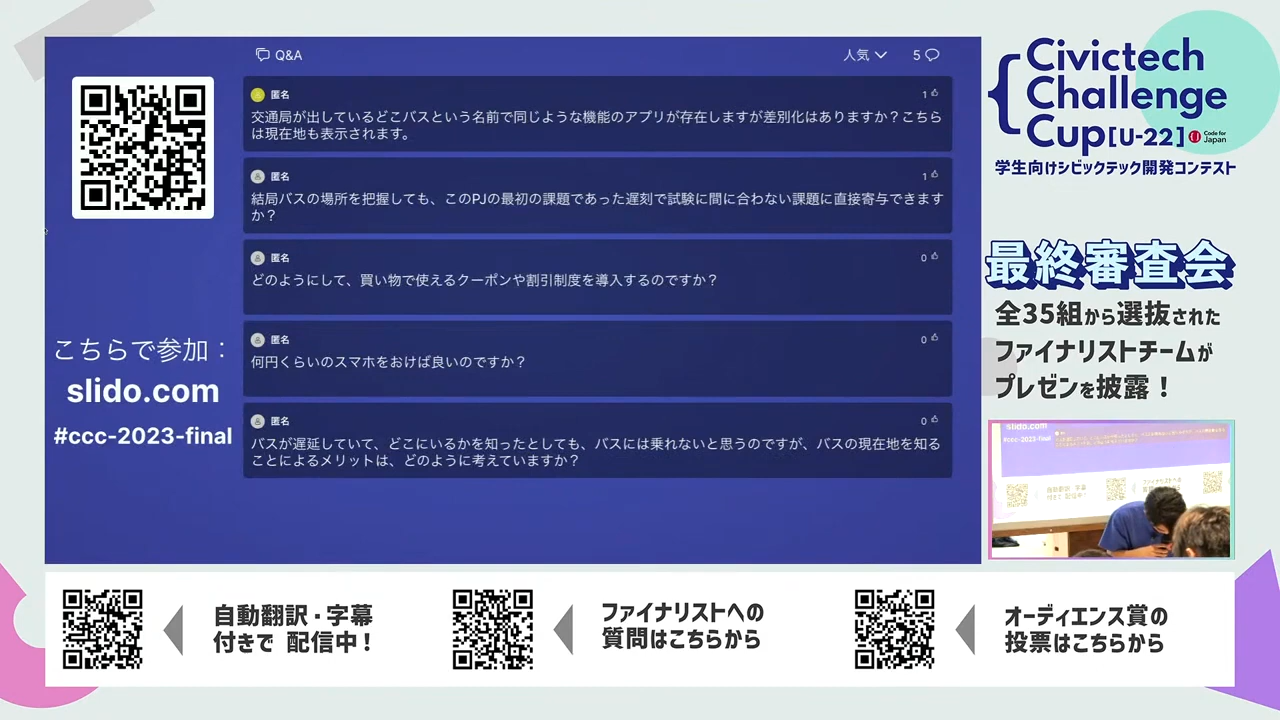 Q&A
人気
5
匿名
1
交通局が出しているどこバスという名前で同じような機能のアプリが存在しますが差別化はありますか？こちら
は現在地も表示されます。
匿名
1
結局バスの場所を把握しても、このPJの最初の課題であった遅刻で試験に間に合わない課題に直接寄与できます
か？
匿名
0
どのようにして、買い物で使えるクーポンや割引制度を導入するのですか？
匿名
0
何円くらいのスマホをおけば良いのですか？
匿名
0
バスが遅延していて、どこにいるかを知ったとしても、バスには乗れないと思うのですが、バスの現在地を知る
ことによるメリットは、どのように考えていますか？
こちらで参加：
slido.com
#ccc-2023-final
Civictech
Challenge
Cup[U-22]
Code for
Japan
学生向けシビックテック開発コンテスト
最終審査会
全35組から選抜された
ファイナリストチームが
プレゼンを披露！
slido.com
#ccc-2023-final
自動翻訳・字幕
付きで 配信中！
自動翻訳・字幕
付きで 配信中！
ファイナリストへの
質問はこちらから
オーディエンス賞の
投票はこちらから